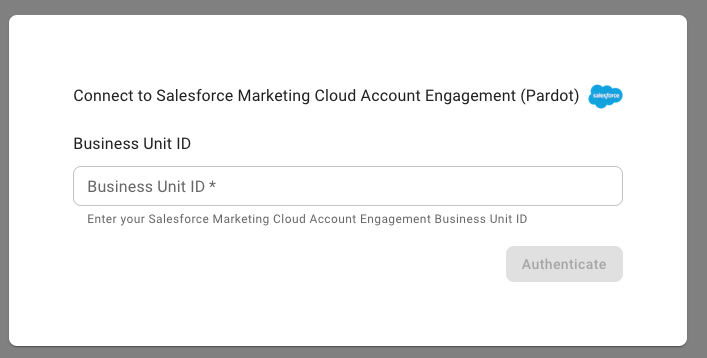 Connect to Salesforce Marketing Cloud Account Engagement (Pardot) salesforce
Business Unit ID
Business Unit ID *
Enter your Salesforce Marketing Cloud Account Engagement Business Unit ID
Authenticate